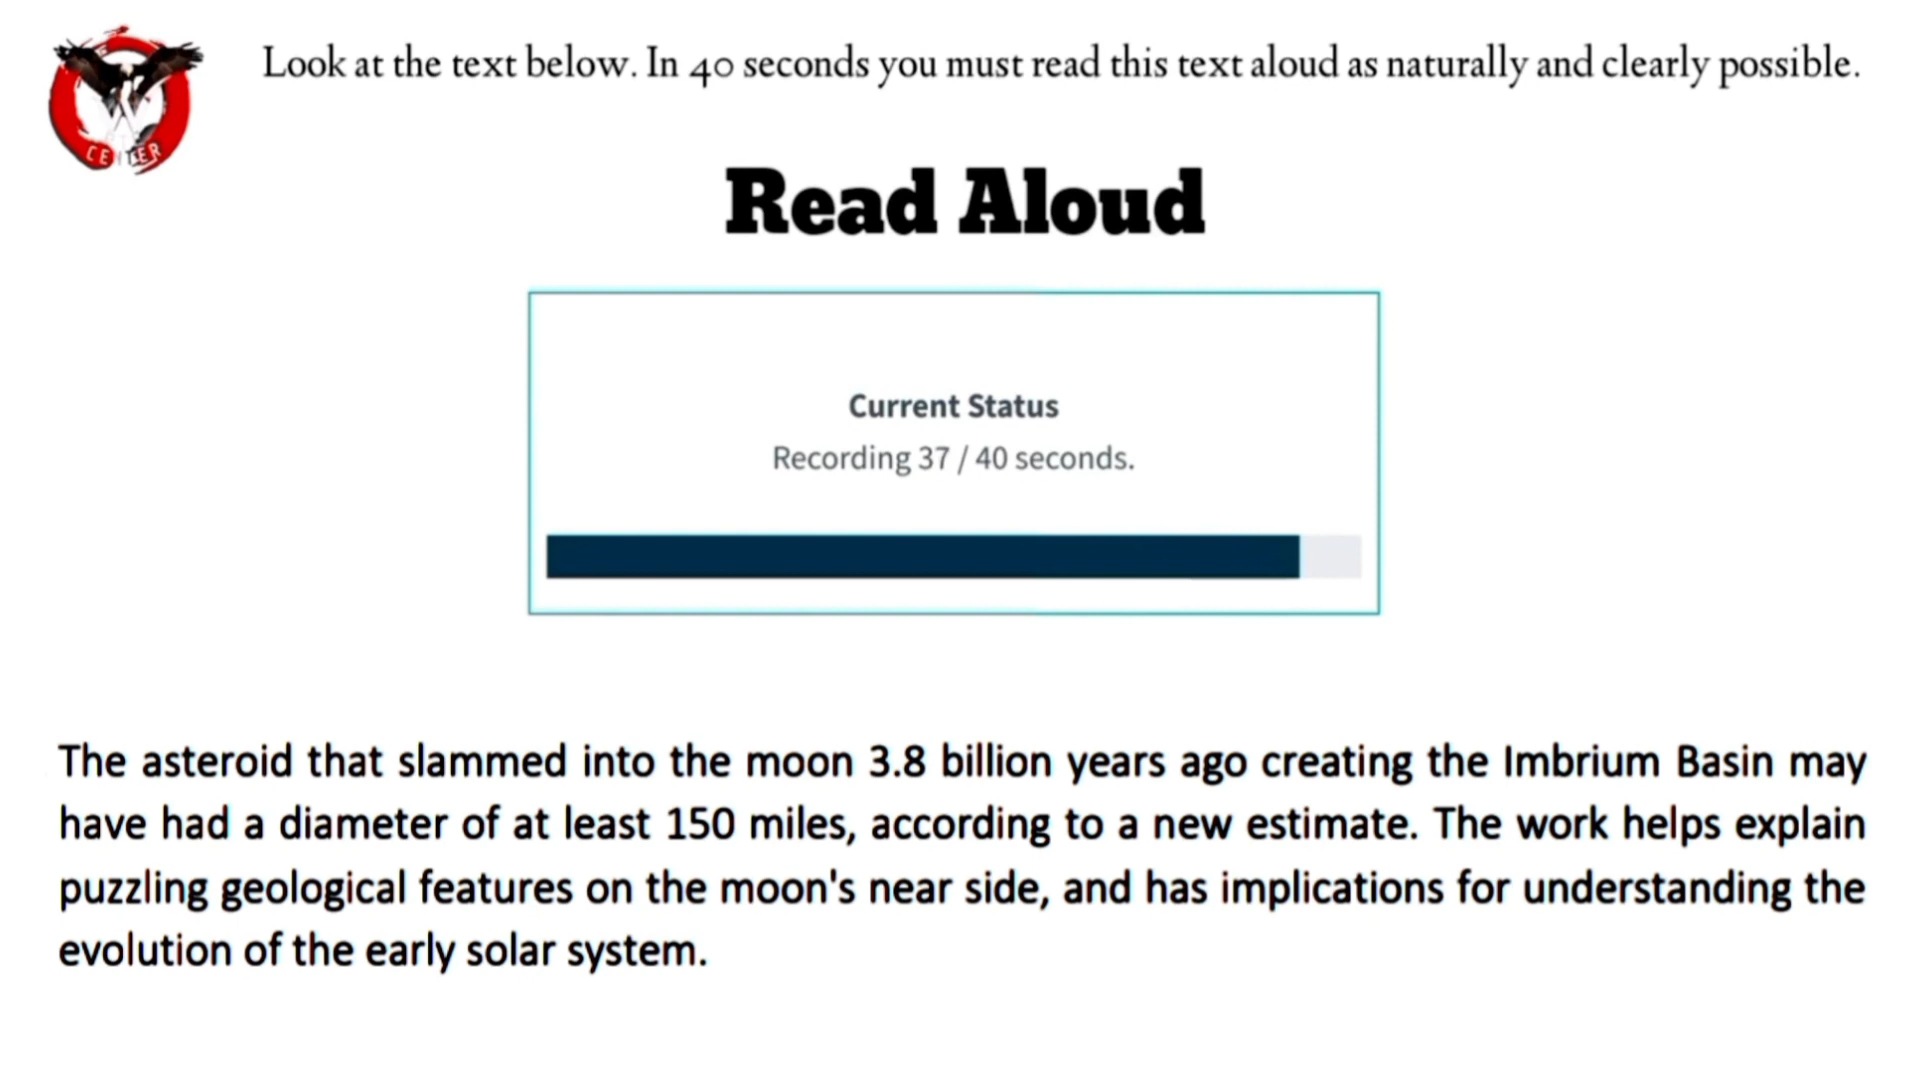 Look at the text below. In 40 seconds you must read this text aloud as naturally and clearly possible.
CENTER
Read Aloud
Current Status
Recording 37 / 40 seconds.
The asteroid that slammed into the moon 3.8 billion years ago creating the Imbrium Basin may
have had a diameter of at least 150 miles, according to a new estimate. The work helps explain
puzzling geological features on the moon's near side, and has implications for understanding the
evolution of the early solar system.